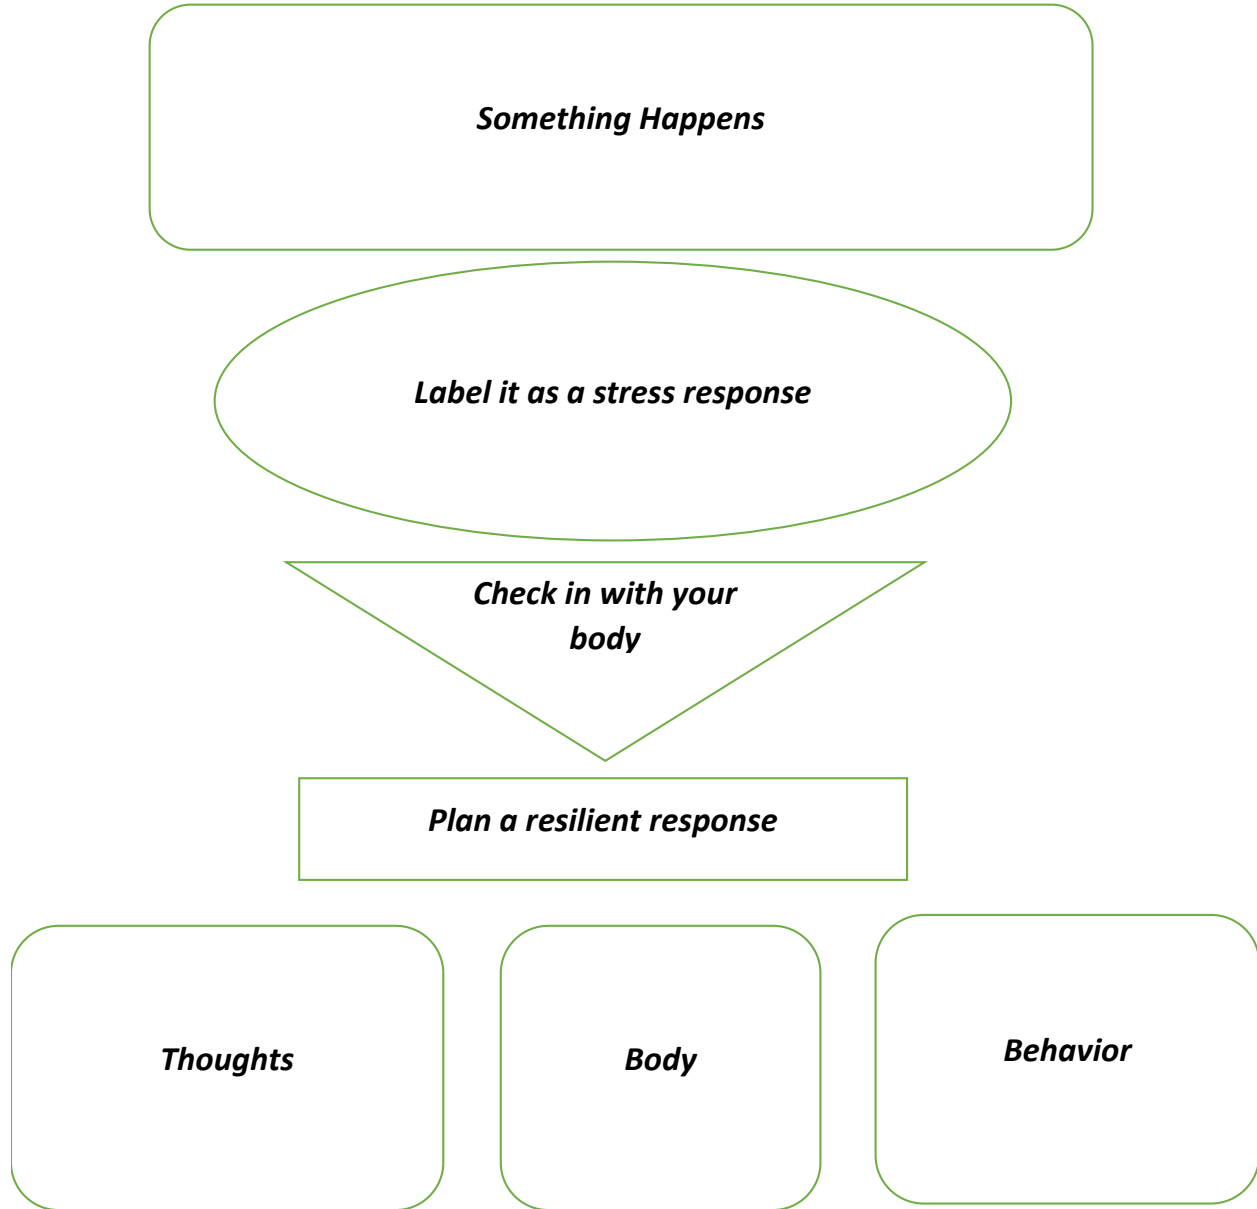 Something Happens
Label it as a stress response
Check in with your
body
Plan a resilient response
Thoughts
Body
Behavior